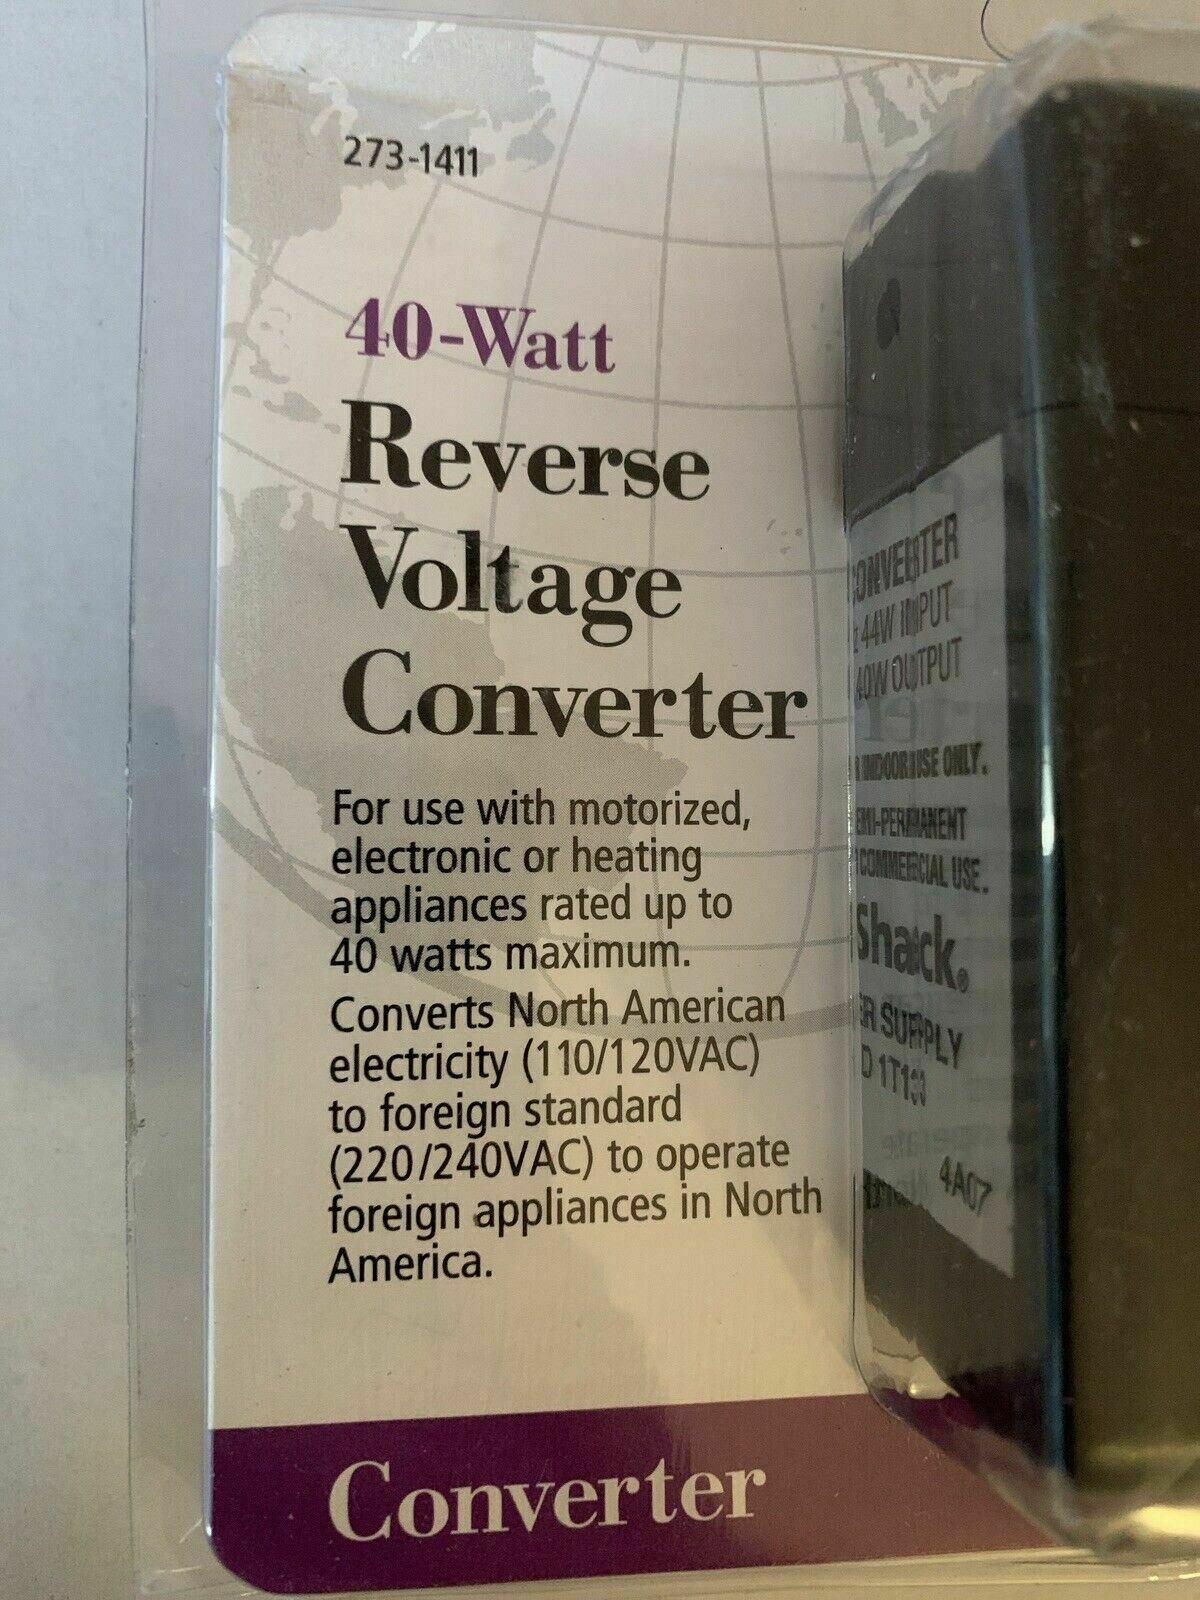 273-1411
40-Watt
Reverse
Voltage
Converter
For use with motorized,
electronic or heating
appliances rated up to
40 watts maximum.
Converts North American
electricity (110/120VAC)
to foreign standard
(220/240VAC) to operate
foreign appliances in North
America.
Converter
CONVERTER
44W INPUT
40W OUTPUT
INDOOR USE ONLY.
EMI-PERMANENT
COMMERCIAL USE.
Shack®
ER SUPPLY
4A07